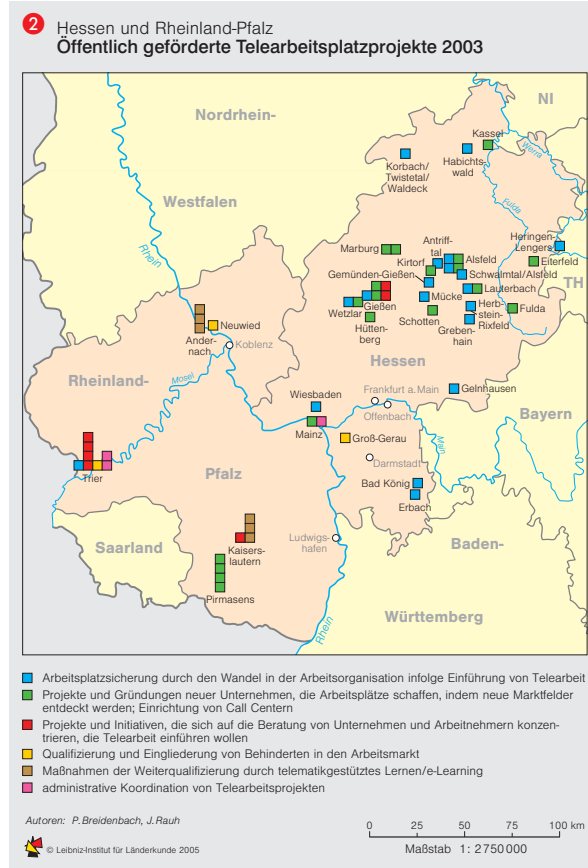 2 Hessen und Rheinland-Pfalz
Öffentlich geförderte Telearbeitsplatzprojekte 2003
Nordrhein-
Westfalen
NI
TH
Rhein
Kassel
Werra
Korbach/
Twistetal/
Waldeck
Habichts-
wald
Fulda
Heringen-
Lengers
Eiterfeld
Marburg
Antriff-
tal
Kirtorf
Alsfeld
Gemünden-Gießen
Schwalmtal/Alsfeld
Lauterbach
Mücke
Herb-
stein-
Rixfeld
Fulda
Wetzlar
Gießen
Hütten-
berg
Schotten
Greben-
hain
Hessen
Neuwied
Ander-
nach
Koblenz
Rheinland-
Mosel
Wiesbaden
Frankfurt a. Main
Offenbach
Gelnhausen
Bayern
Mainz
Groß-Gerau
Main
Darmstadt
Pfalz
Trier
Bad König
Erbach
Saarland
Kaisers-
lautern
Ludwigs-
hafen
Baden-
Pirmasens
Württemberg
Rhein
Arbeitsplatzsicherung durch den Wandel in der Arbeitsorganisation infolge Einführung von Telearbeit
Projekte und Gründungen neuer Unternehmen, die Arbeitsplätze schaffen, indem neue Marktfelder
entdeckt werden; Einrichtung von Call Centern
Projekte und Initiativen, die sich auf die Beratung von Unternehmen und Arbeitnehmern konzen-
trieren, die Telearbeit einführen wollen
Qualifizierung und Eingliederung von Behinderten in den Arbeitsmarkt
Maßnahmen der Weiterqualifizierung durch telematikgestütztes Lernen/e-Learning
administrative Koordination von Telearbeitsprojekten
Autoren: P. Breidenbach, J. Rauh
© Leibniz-Institut für Länderkunde 2005
0 25 50 75 100 km
Maßstab 1: 2750000